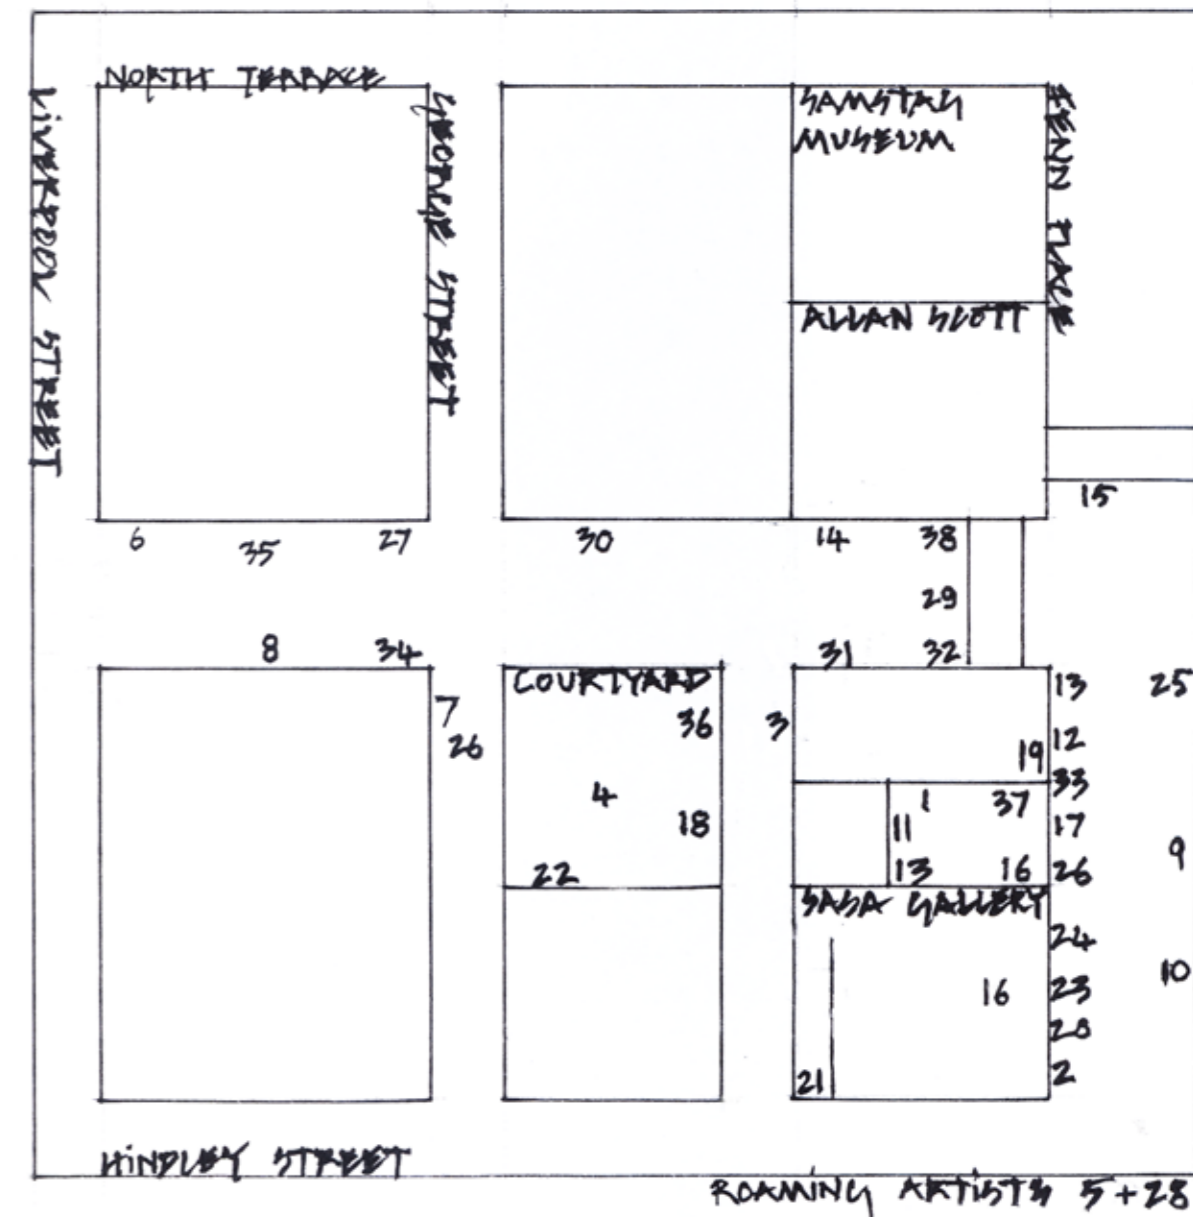 NORTH TERRACE
LIVERPOOL STREET
GEORGE STREET
SAMSTAG
MUSEUM
FENN PLACE
ALLAN SCOTT
15
6 35 27 30 14 38
29
8 34 31 32
7
26
COURTYARD
36
4
18
22
3
13 25
12
19
33
1 37
11 17
13 16 26
9
SASA GALLERY
24
10
16 23
20
21 2
HINDLEY STREET
ROAMING ARTISTS 5+28